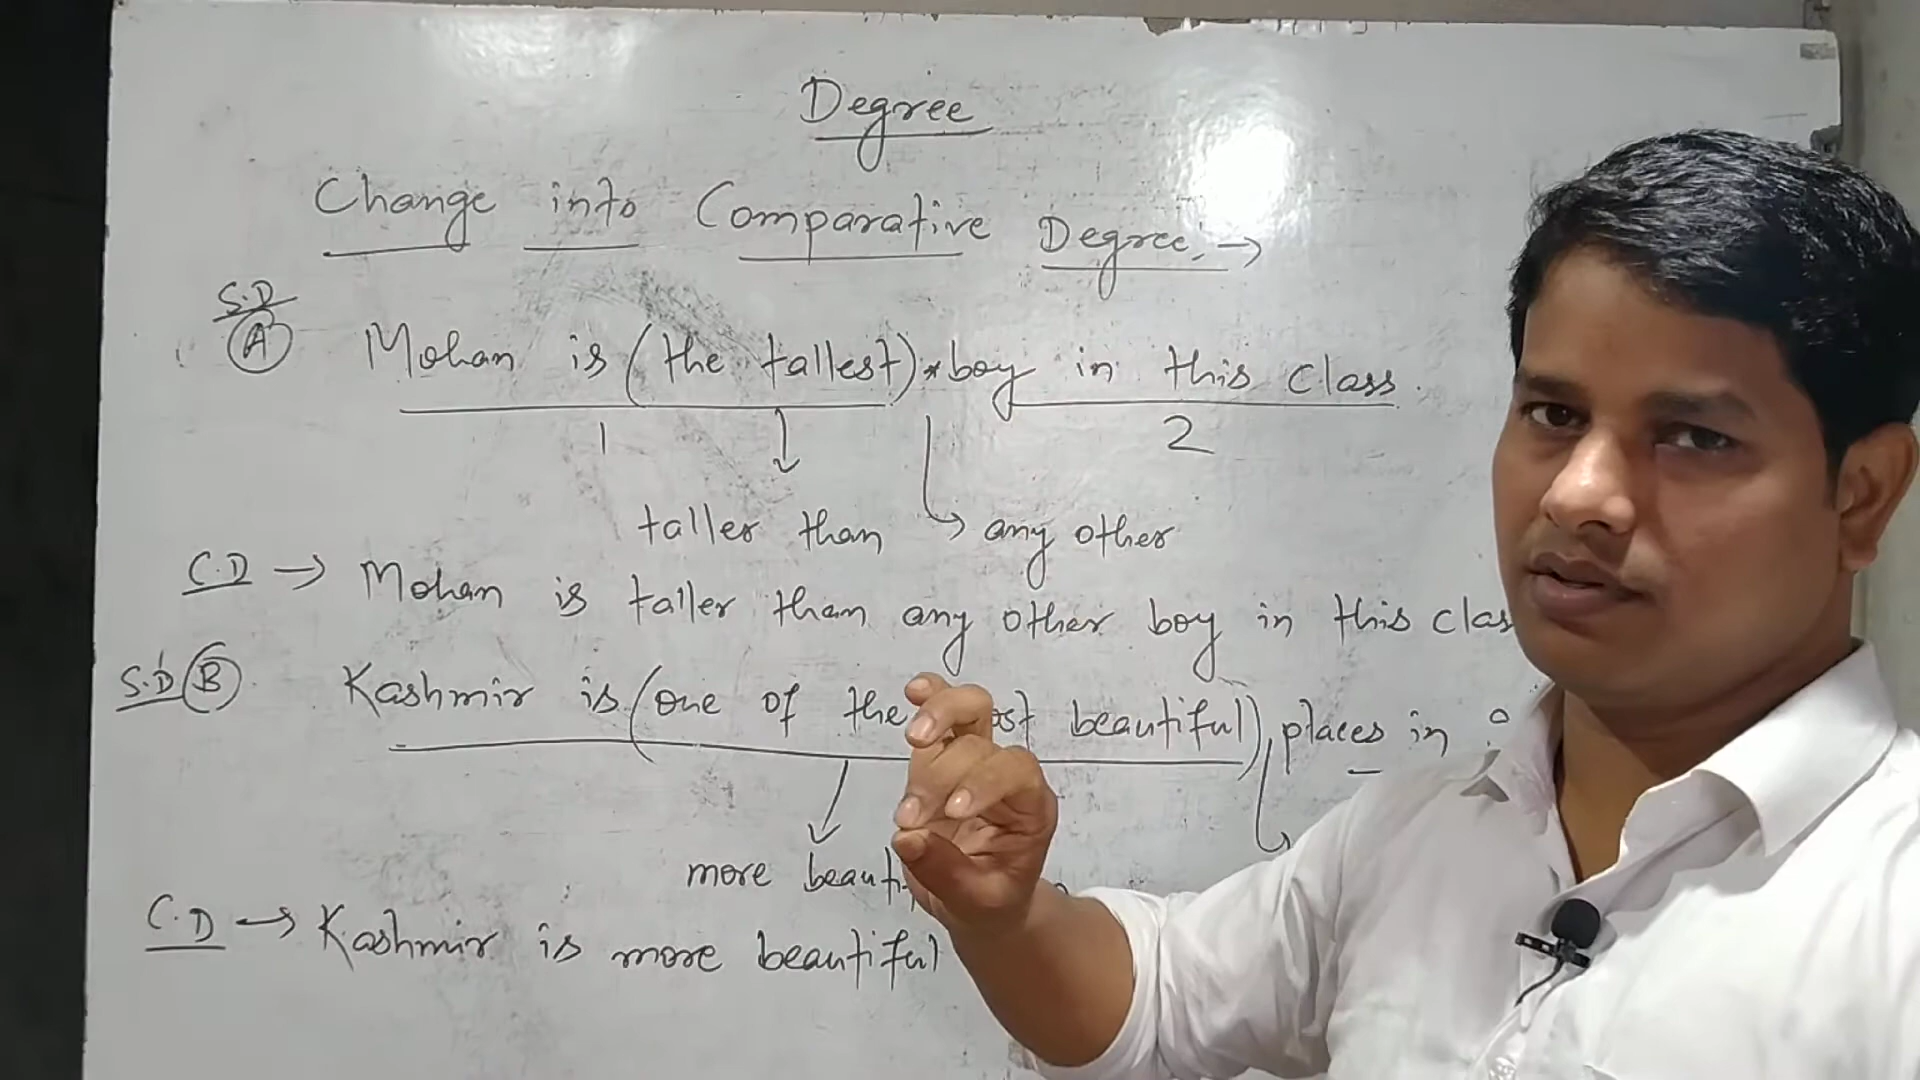 Degree
Change into Comparative Degree :→
S.D
(A) Mohan is (the tallest) * boy in this class.
1 ↓ 2
taller than → any other
C.D → Mohan is taller than any other boy in this clas
S.D (B) Kashmir is (one of the ost beautiful) places in
more beauti
C.D → Kashmir is more beautiful